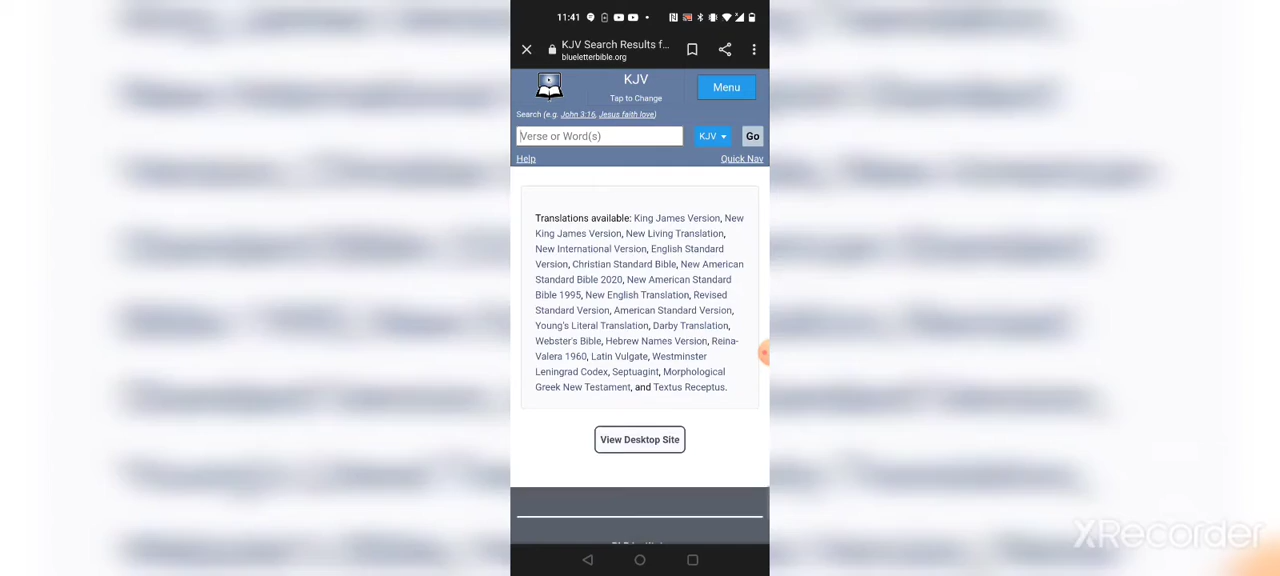 11:41
KJV Search Results f...
blueletterbible.org
KJV
Tap to Change
Menu
Search (e.g. John 3:16, Jesus faith love)
Verse or Word(s)
KJV
Go
Help
Quick Nav
Translations available: King James Version, New
King James Version, New Living Translation,
New International Version, English Standard
Version, Christian Standard Bible, New American
Standard Bible 2020, New American Standard
Bible 1995, New English Translation, Revised
Standard Version, American Standard Version,
Young's Literal Translation, Darby Translation,
Webster's Bible, Hebrew Names Version, Reina-
Valera 1960, Latin Vulgate, Westminster
Leningrad Codex, Septuagint, Morphological
Greek New Testament, and Textus Receptus.
View Desktop Site
XRecorder